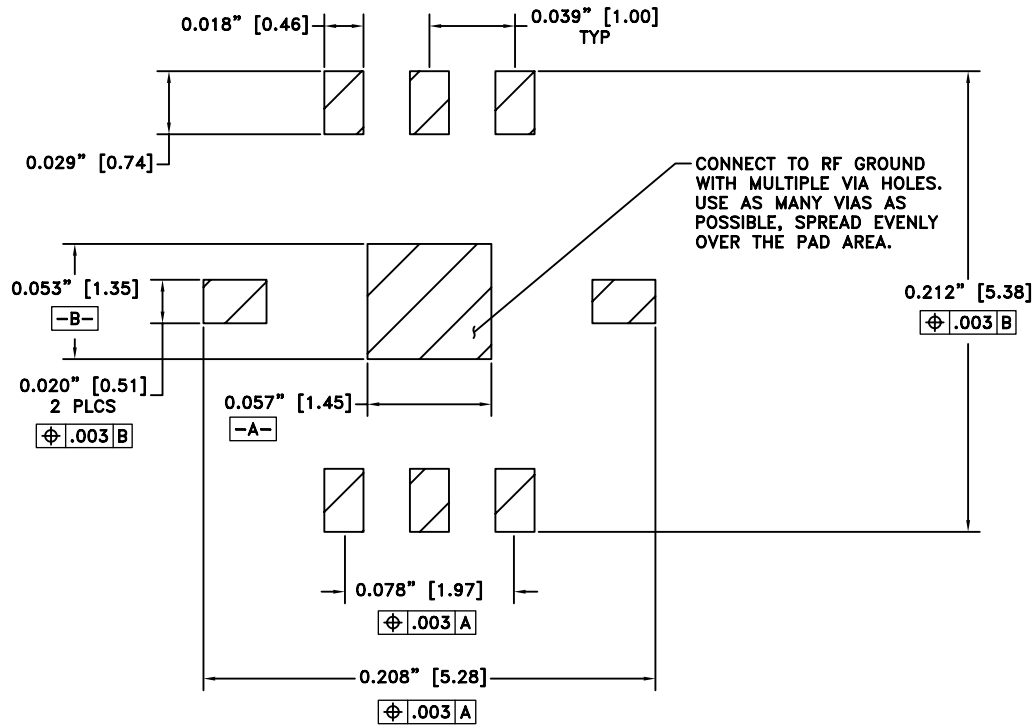 0.018" [0.46]
0.039" [1.00]
TYP
0.029" [0.74]
CONNECT TO RF GROUND
WITH MULTIPLE VIA HOLES.
USE AS MANY VIAS AS
POSSIBLE, SPREAD EVENLY
OVER THE PAD AREA.
0.053" [1.35]
-B-
0.212" [5.38]
⌖ .003 B
0.020" [0.51]
2 PLCS
⌖ .003 B
0.057" [1.45]
-A-
0.078" [1.97]
⌖ .003 A
0.208" [5.28]
⌖ .003 A